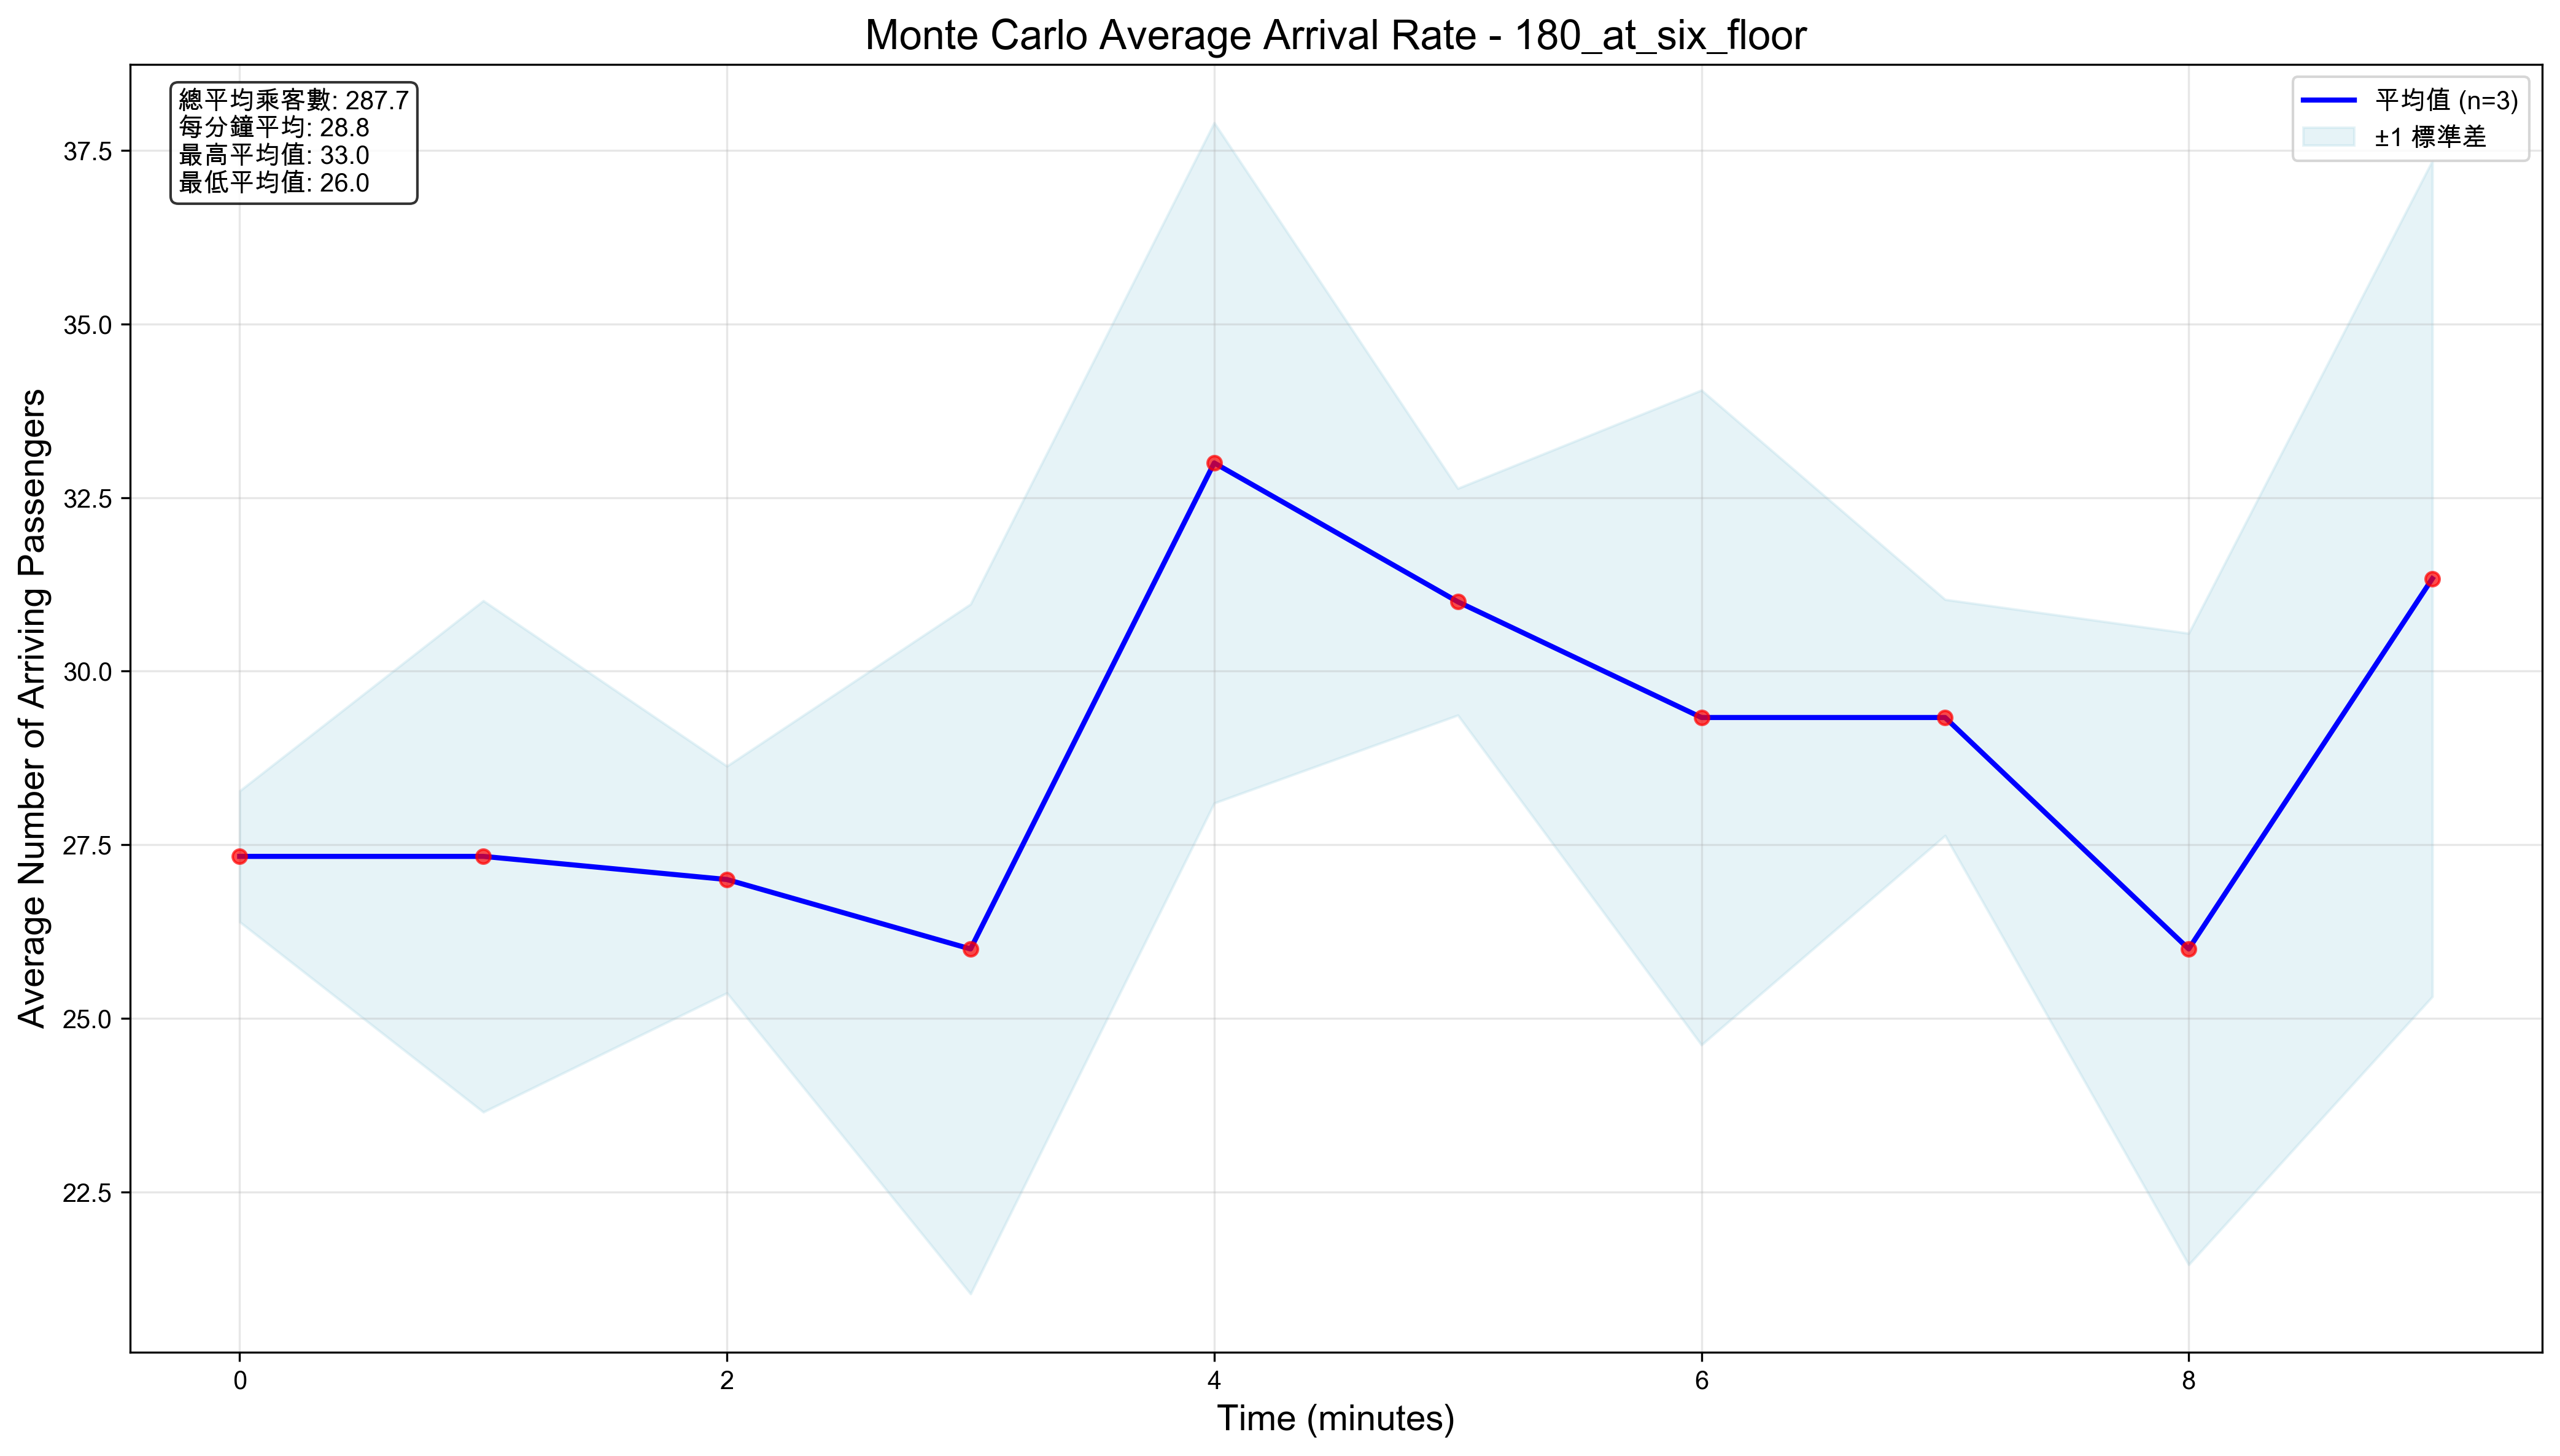 Monte Carlo Average Arrival Rate - 180_at_six_floor
總平均乘客數: 287.7
每分鐘平均: 28.8
最高平均值: 33.0
最低平均值: 26.0
平均值 (n=3)
±1 標準差
Average Number of Arriving Passengers
37.5
35.0
32.5
30.0
27.5
25.0
22.5
0 2 4 6 8
Time (minutes)